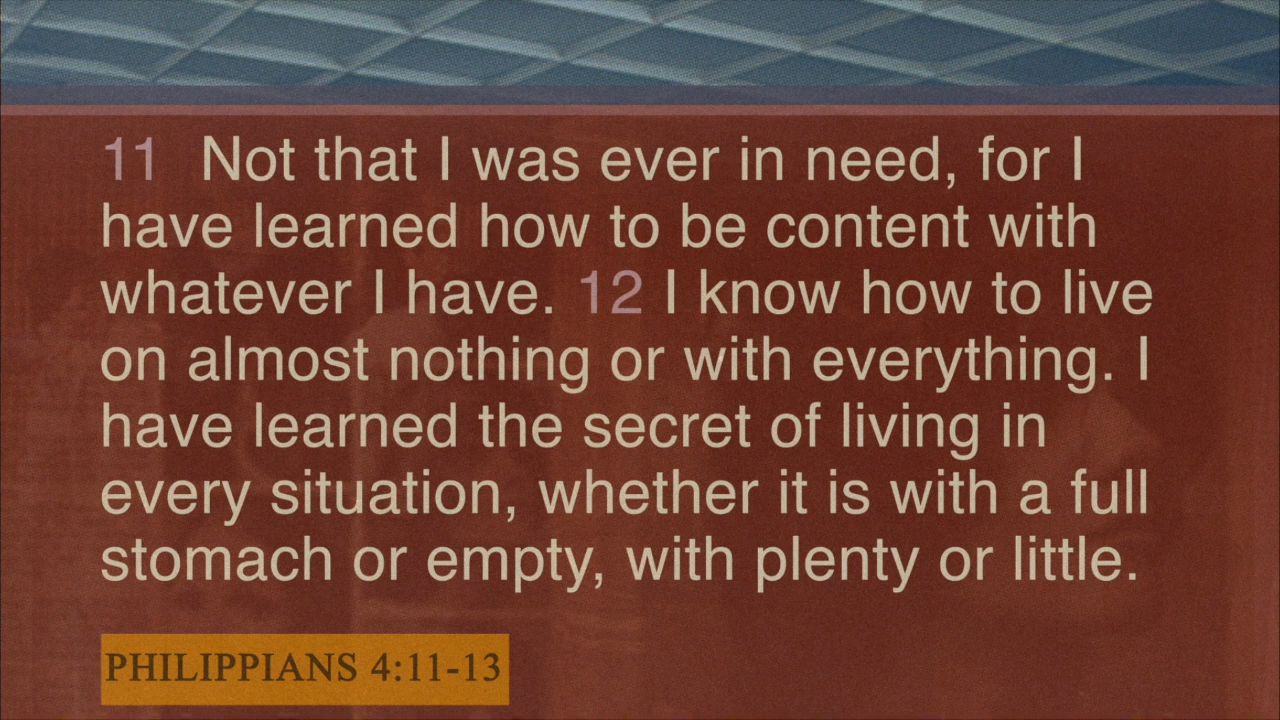 11 Not that I was ever in need, for I
have learned how to be content with
whatever I have. 12 I know how to live
on almost nothing or with everything. I
have learned the secret of living in
every situation, whether it is with a full
stomach or empty, with plenty or little.
PHILIPPIANS 4:11-13